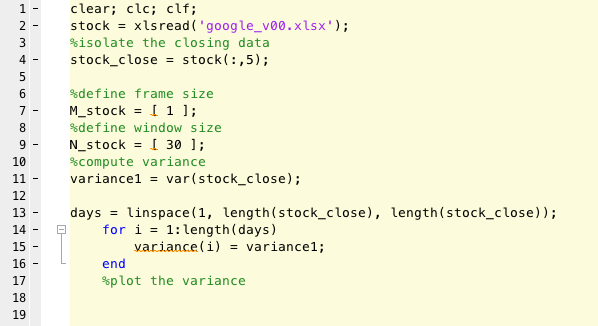 1 - clear; clc; clf;
2 - stock = xlsread('google_v00.xlsx');
3 %isolate the closing data
4 - stock_close = stock(:,5);
5
6 %define frame size
7 - M_stock = [ 1 ];
8 %define window size
9 - N_stock = [ 30 ];
10 %compute variance
11 - variance1 = var(stock_close);
12
13 - days = linspace(1, length(stock_close), length(stock_close));
14 - for i = 1:length(days)
15 - variance(i) = variance1;
16 - end
17 %plot the variance
18
19